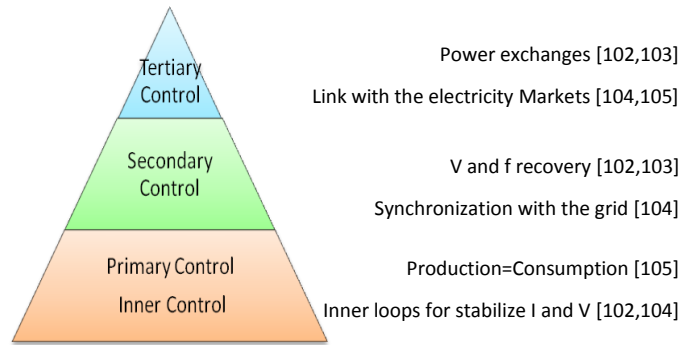 Tertiary
Control
Power exchanges [102,103]
Link with the electricity Markets [104,105]
Secondary
Control
V and f recovery [102,103]
Synchronization with the grid [104]
Primary Control
Inner Control
Production=Consumption [105]
Inner loops for stabilize I and V [102,104]